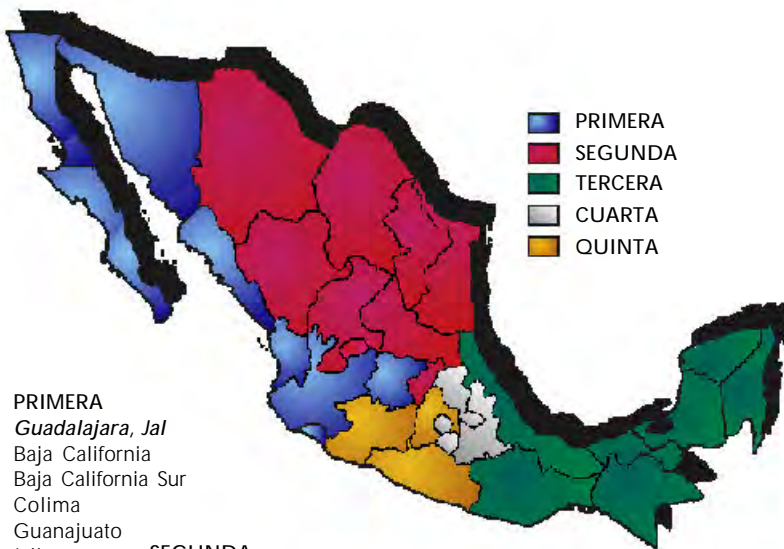 PRIMERA
SEGUNDA
TERCERA
CUARTA
QUINTA
PRIMERA
Guadalajara, Jal
Baja California
Baja California Sur
Colima
Guanajuato